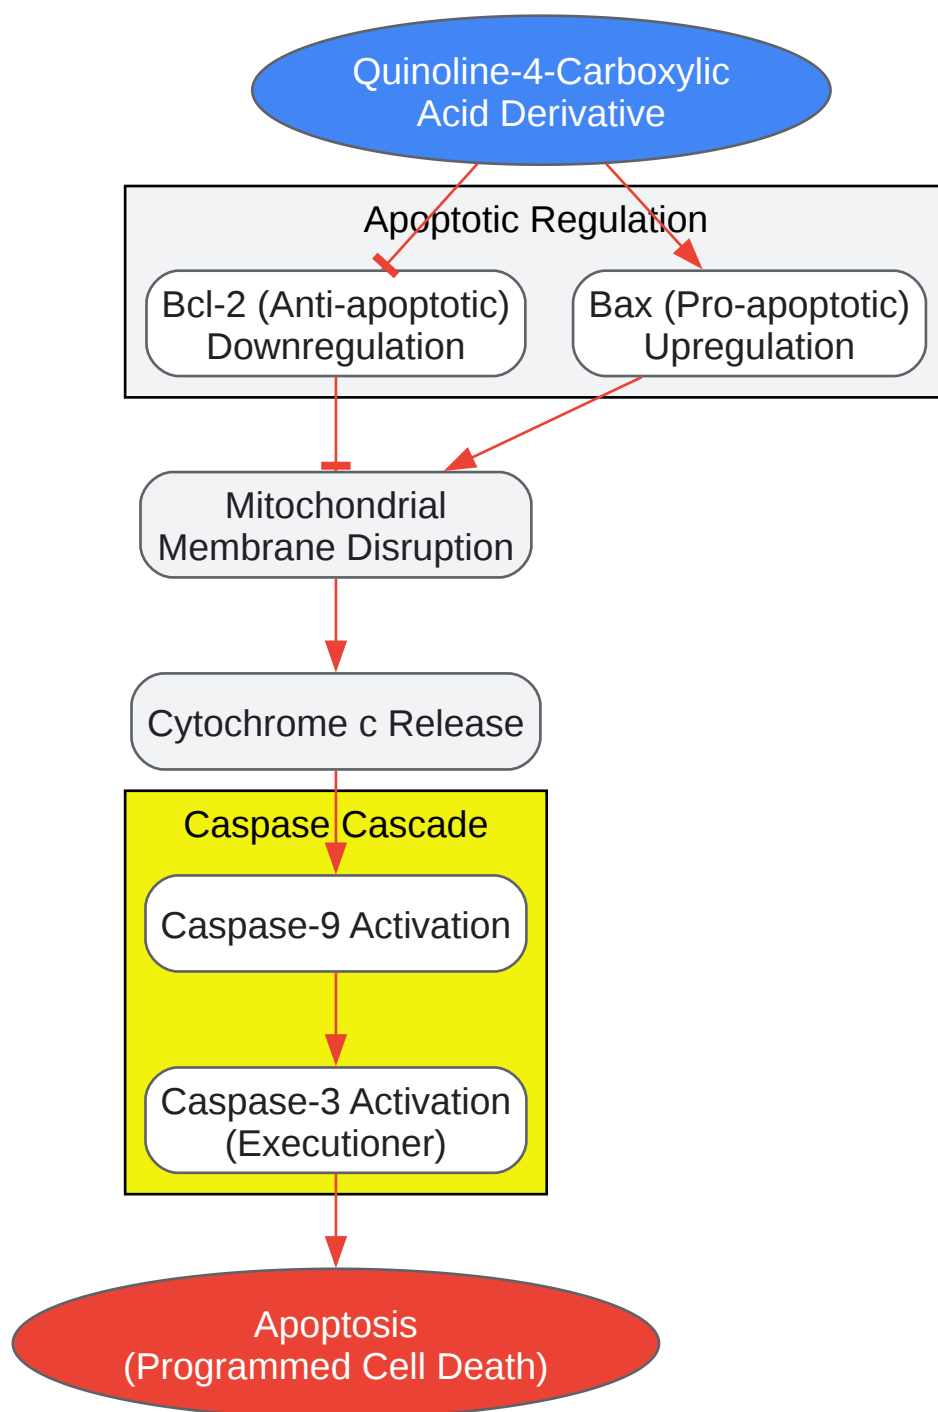 Quinoline-4-Carboxylic
Acid Derivative
Apoptotic Regulation
Bcl-2 (Anti-apoptotic)
Downregulation
Bax (Pro-apoptotic)
Upregulation
Mitochondrial
Membrane Disruption
Cytochrome c Release
Caspase Cascade
Caspase-9 Activation
Caspase-3 Activation
(Executioner)
Apoptosis
(Programmed Cell Death)